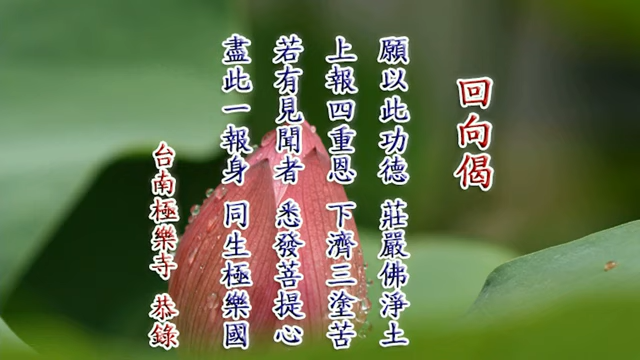 回向偈
願以此功德 莊嚴佛淨土
上報四重恩 下濟三塗苦
若有見聞者 悉發菩提心
盡此一報身 同生極樂國
台南極樂寺 恭錄